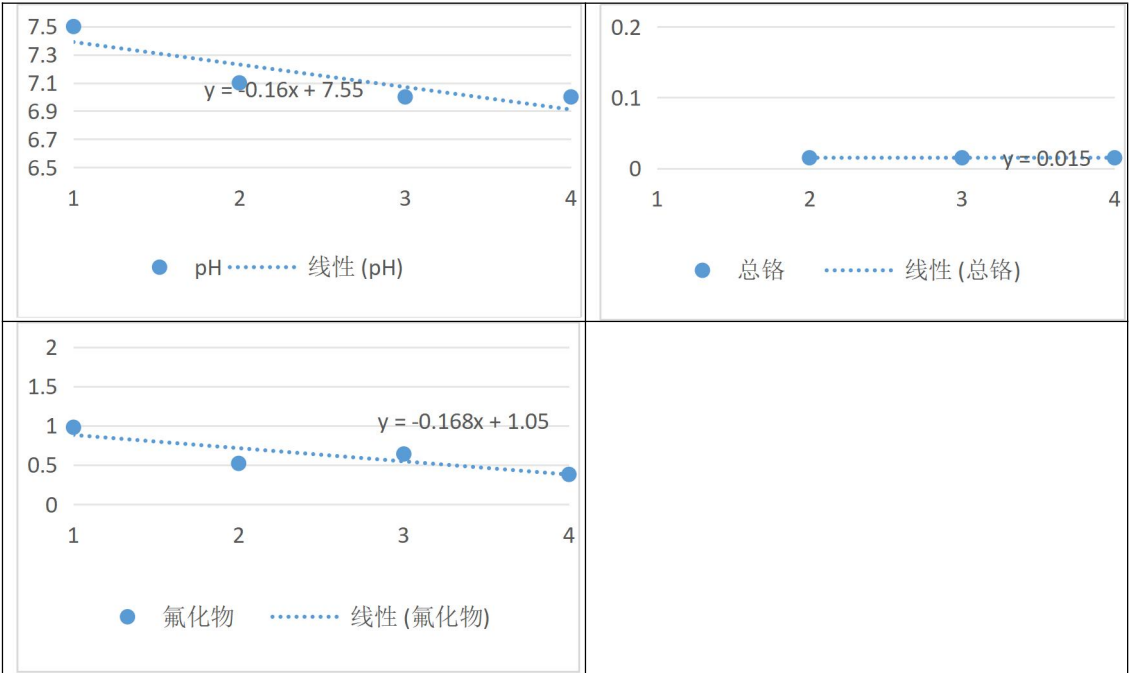 7.5
7.3
7.1
6.9
6.7
6.5
y = -0.16x + 7.55
1 2 3 4
pH 线性 (pH)
0.2
0.1
0
y = 0.015
1 2 3 4
总铬 线性 (总铬)
2
1.5
1
0.5
0
y = -0.168x + 1.05
1 2 3 4
氟化物 线性 (氟化物)